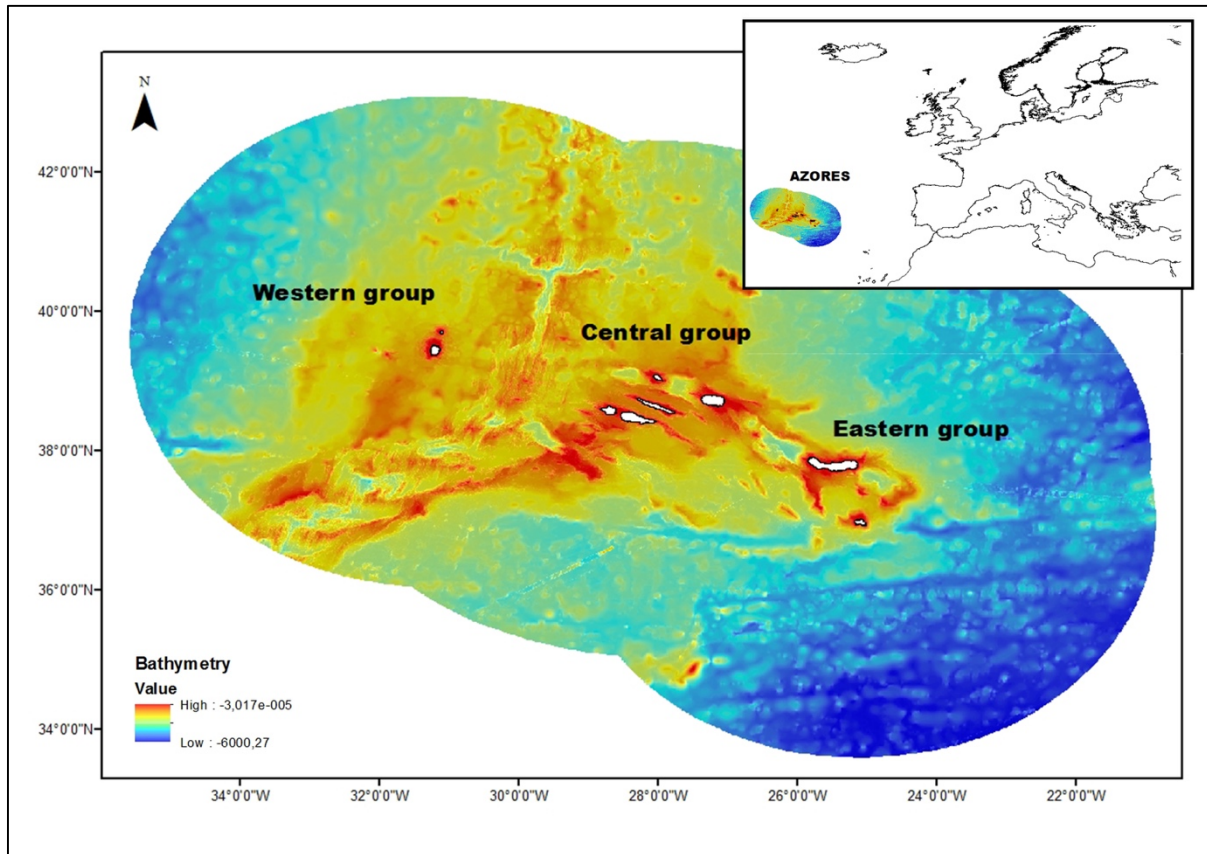 N
AZORES
42°0'0"N
40°0'0"N
38°0'0"N
36°0'0"N
34°0'0"N
Western group
Central group
Eastern group
Bathymetry
Value
High : -3,017e-005
Low : -6000,27
34°0'0"W
32°0'0"W
30°0'0"W
28°0'0"W
26°0'0"W
24°0'0"W
22°0'0"W